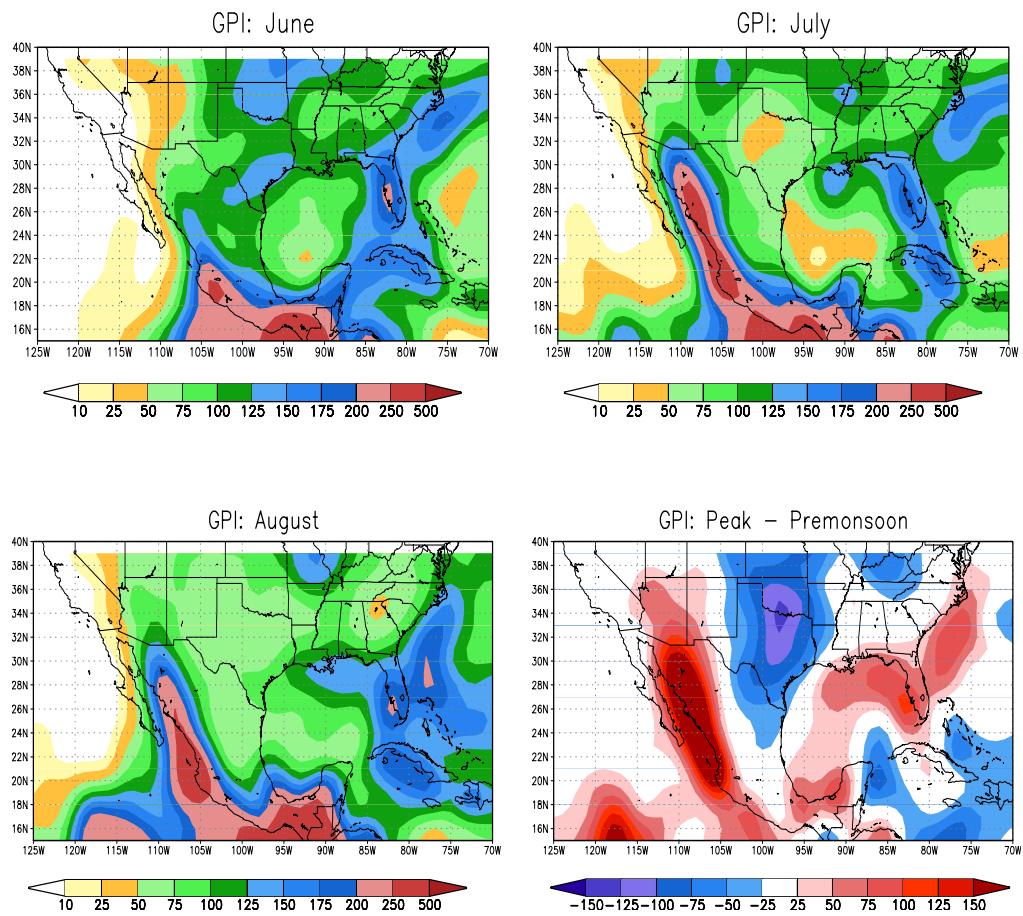 GPI: June
40N
38N
36N
34N
32N
30N
28N
26N
24N
22N
20N
18N
16N
125W 120W 115W 110W 105W 100W 95W 90W 85W 80W 75W 70W
10 25 50 75 100 125 150 175 200 250 500
GPI: July
40N
38N
36N
34N
32N
30N
28N
26N
24N
22N
20N
18N
16N
125W 120W 115W 110W 105W 100W 95W 90W 85W 80W 75W 70W
10 25 50 75 100 125 150 175 200 250 500
GPI: August
40N
38N
36N
34N
32N
30N
28N
26N
24N
22N
20N
18N
16N
125W 120W 115W 110W 105W 100W 95W 90W 85W 80W 75W 70W
10 25 50 75 100 125 150 175 200 250 500
GPI: Peak – Premonsoon
40N
38N
36N
34N
32N
30N
28N
26N
24N
22N
20N
18N
16N
125W 120W 115W 110W 105W 100W 95W 90W 85W 80W 75W 70W
-150 -125 -100 -75 -50 -25 25 50 75 100 125 150